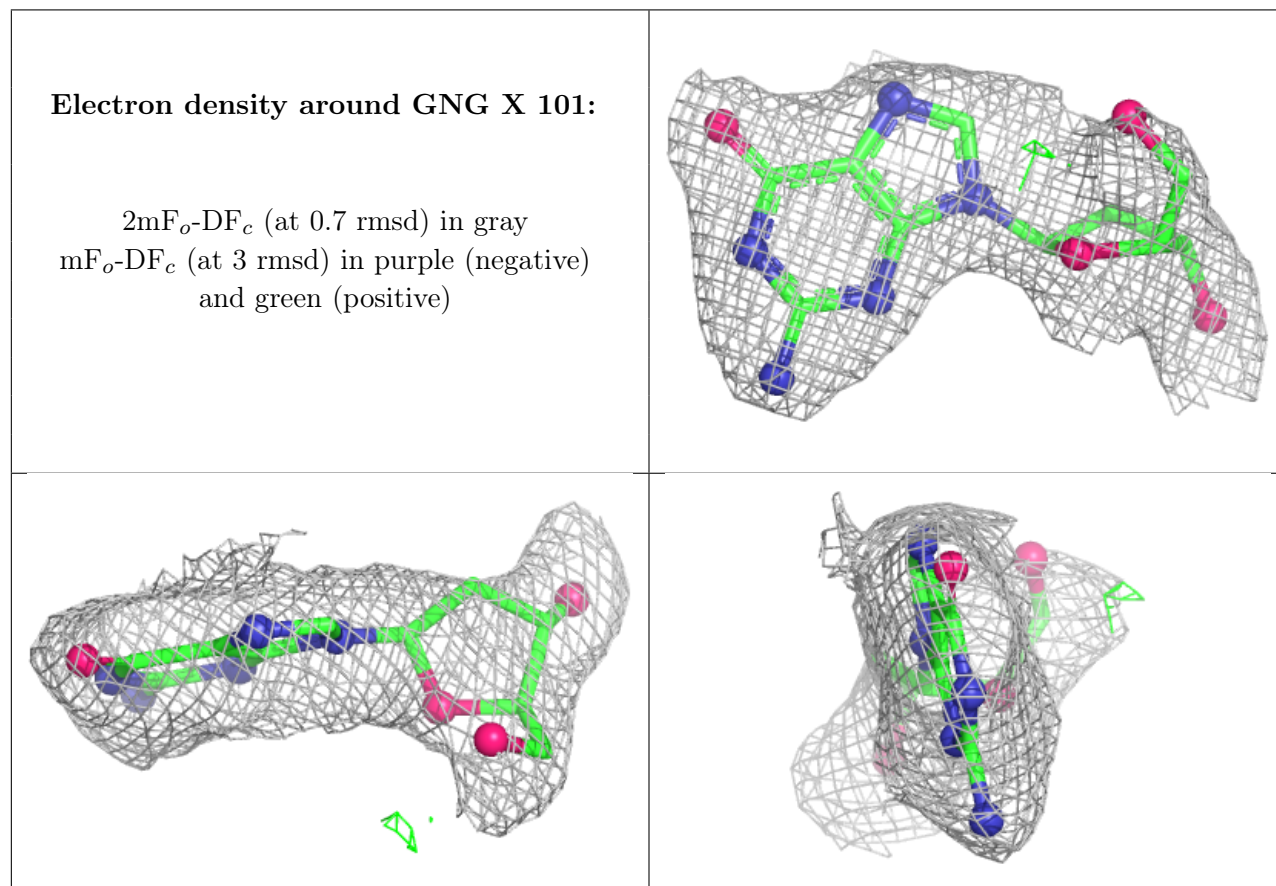 Electron density around GNG X 101:
2mFo-DFc (at 0.7 rmsd) in gray
mFo-DFc (at 3 rmsd) in purple (negative)
and green (positive)